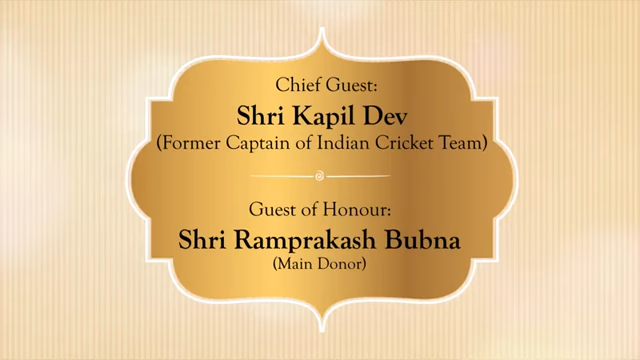 Chief Guest:
Shri Kapil Dev
(Former Captain of Indian Cricket Team)
Guest of Honour:
Shri Ramprakash Bubna
(Main Donor)